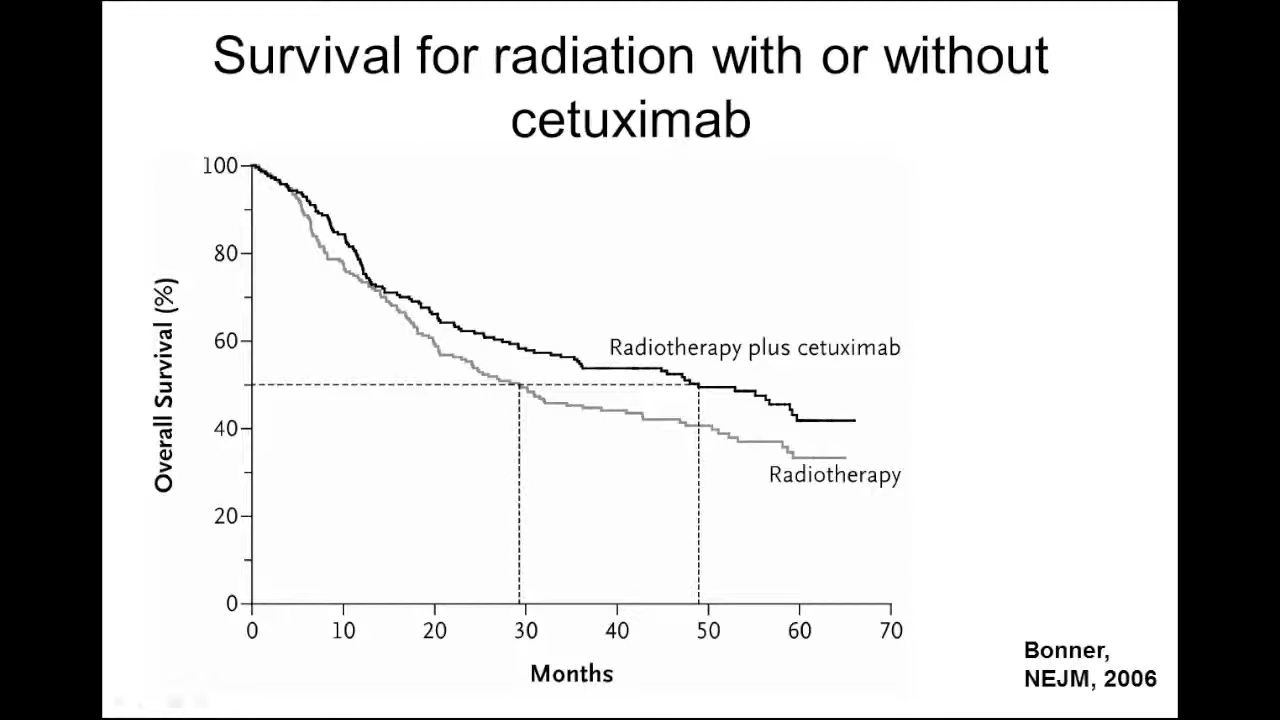 Survival for radiation with or without
cetuximab
100
80
60
40
20
0
Overall Survival (%)
Radiotherapy plus cetuximab
Radiotherapy
0 10 20 30 40 50 60 70
Months
Bonner,
NEJM, 2006